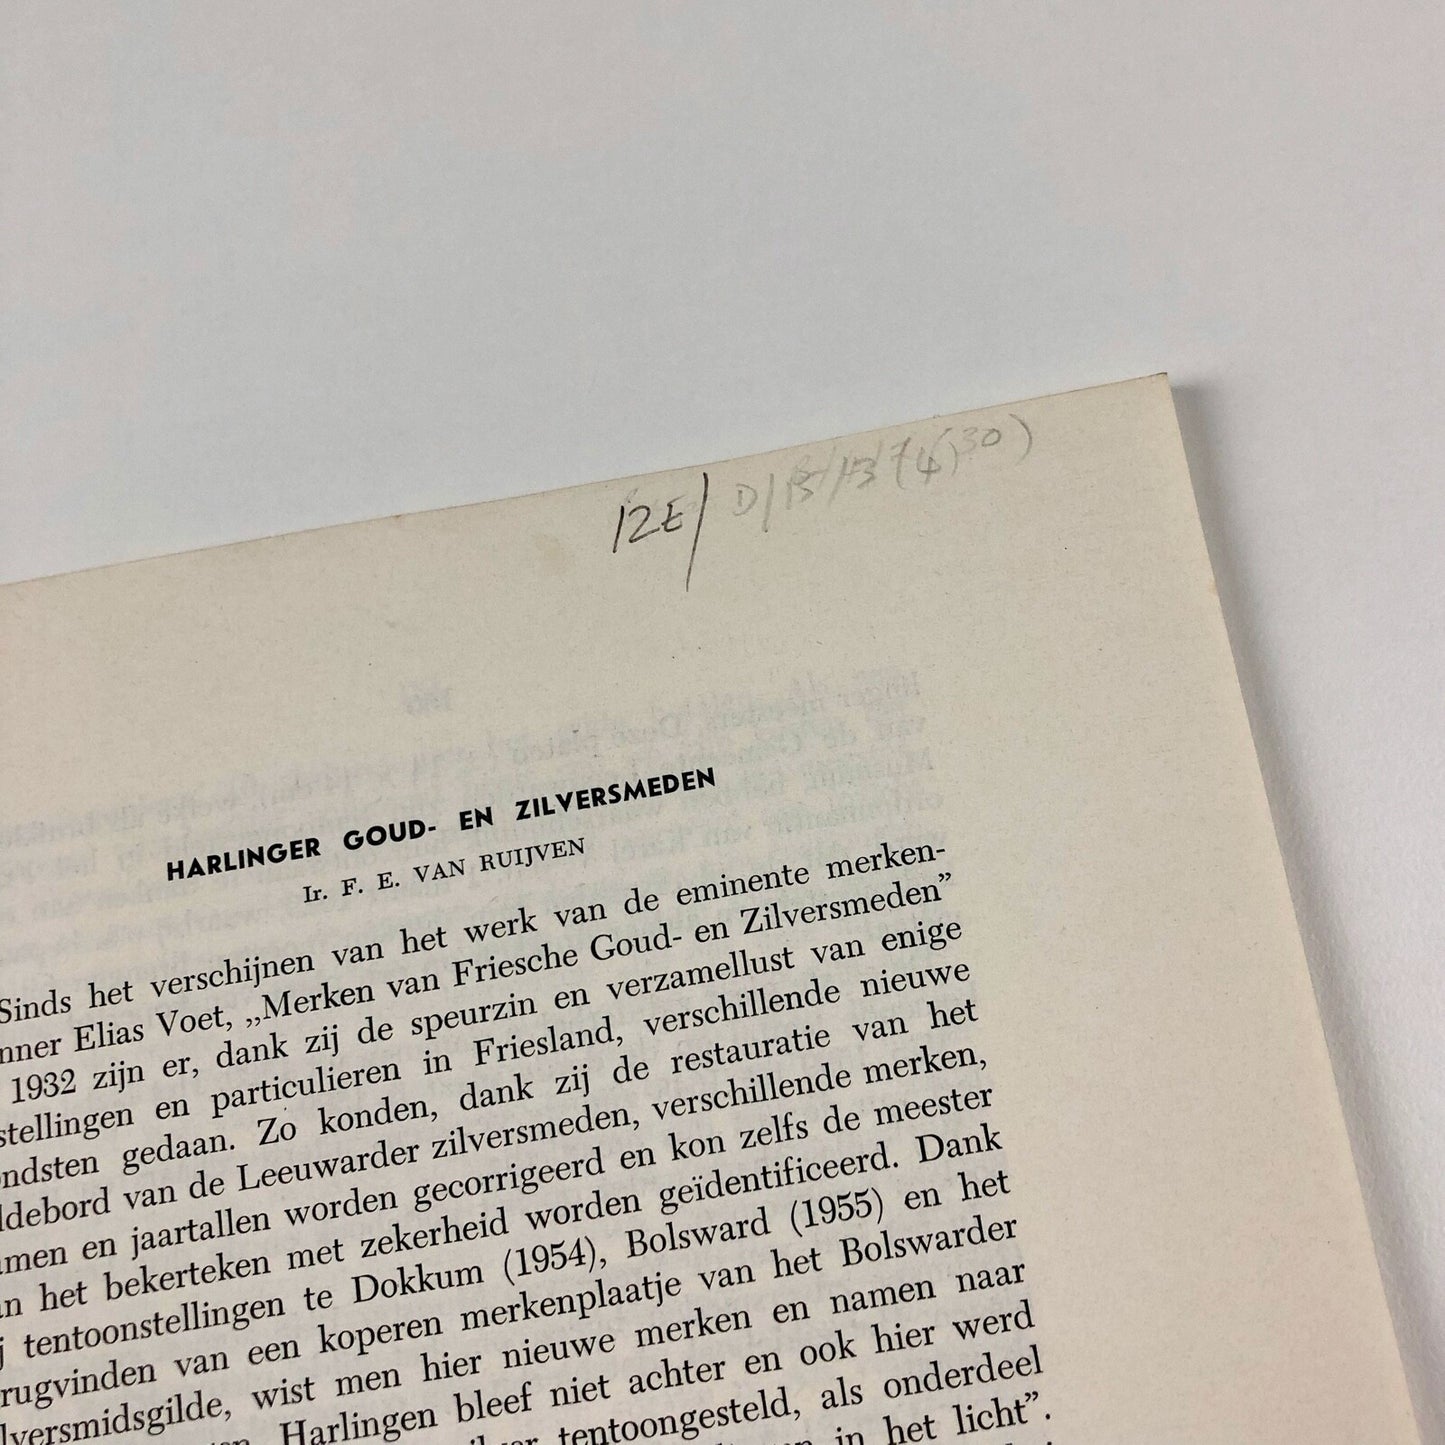 12E/
HARLINGER GOUD- EN ZILVERSMEDEN
Ir. F. E. VAN RUIJVEN
Sinds het verschijnen van het werk van de eminente merken-
nner Elias Voet, „Merken van Friesche Goud- en Zilversmeden”
1932 zijn er, dank zij de speurzin en verzamellust van enige
stellingen en particulieren in Friesland, verschillende nieuwe
ndsten gedaan. Zo konden, dank zij de restauratie van het
ldebord van de Leeuwarder zilversmeden, verschillende merken,
men en jaartallen worden gecorrigeerd en kon zelfs de meester
n het bekerteken met zekerheid worden geïdentificeerd. Dank
j tentoonstellingen te Dokkum (1954), Bolsward (1955) en het
rugvinden van een koperen merkenplaatje van het Bolswarder
lversmidsgilde, wist men hier nieuwe merken en namen naar
Harlingen bleef niet achter en ook hier werd
tentoongesteld, als onderdeel
in het licht”.